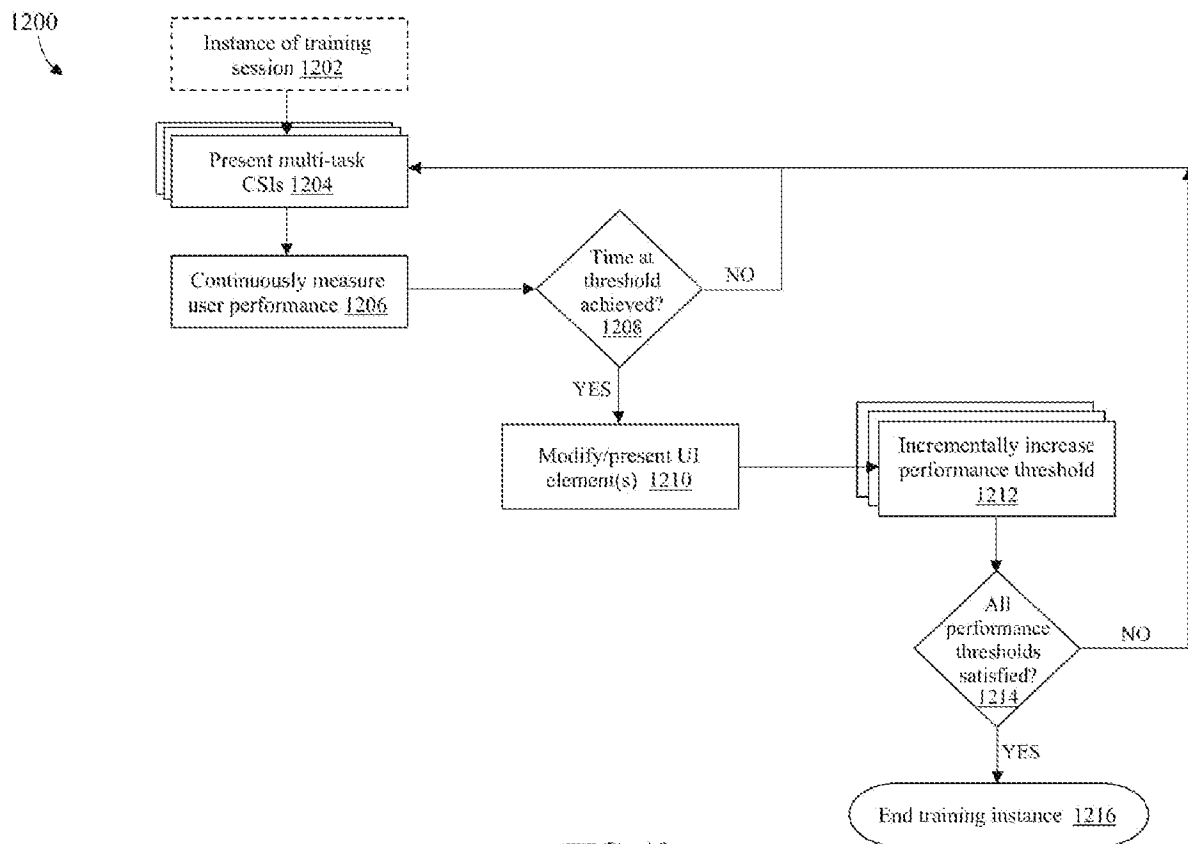 1200
Instance of training
session 1202
Present multi-task
CSIs 1204
Continuously measure
user performance 1206
Time at
threshold
achieved?
1208
NO
YES
Modify/present UI
element(s) 1210
Incrementally increase
performance threshold
1212
All
performance
thresholds
satisfied?
1214
NO
YES
End training instance 1216